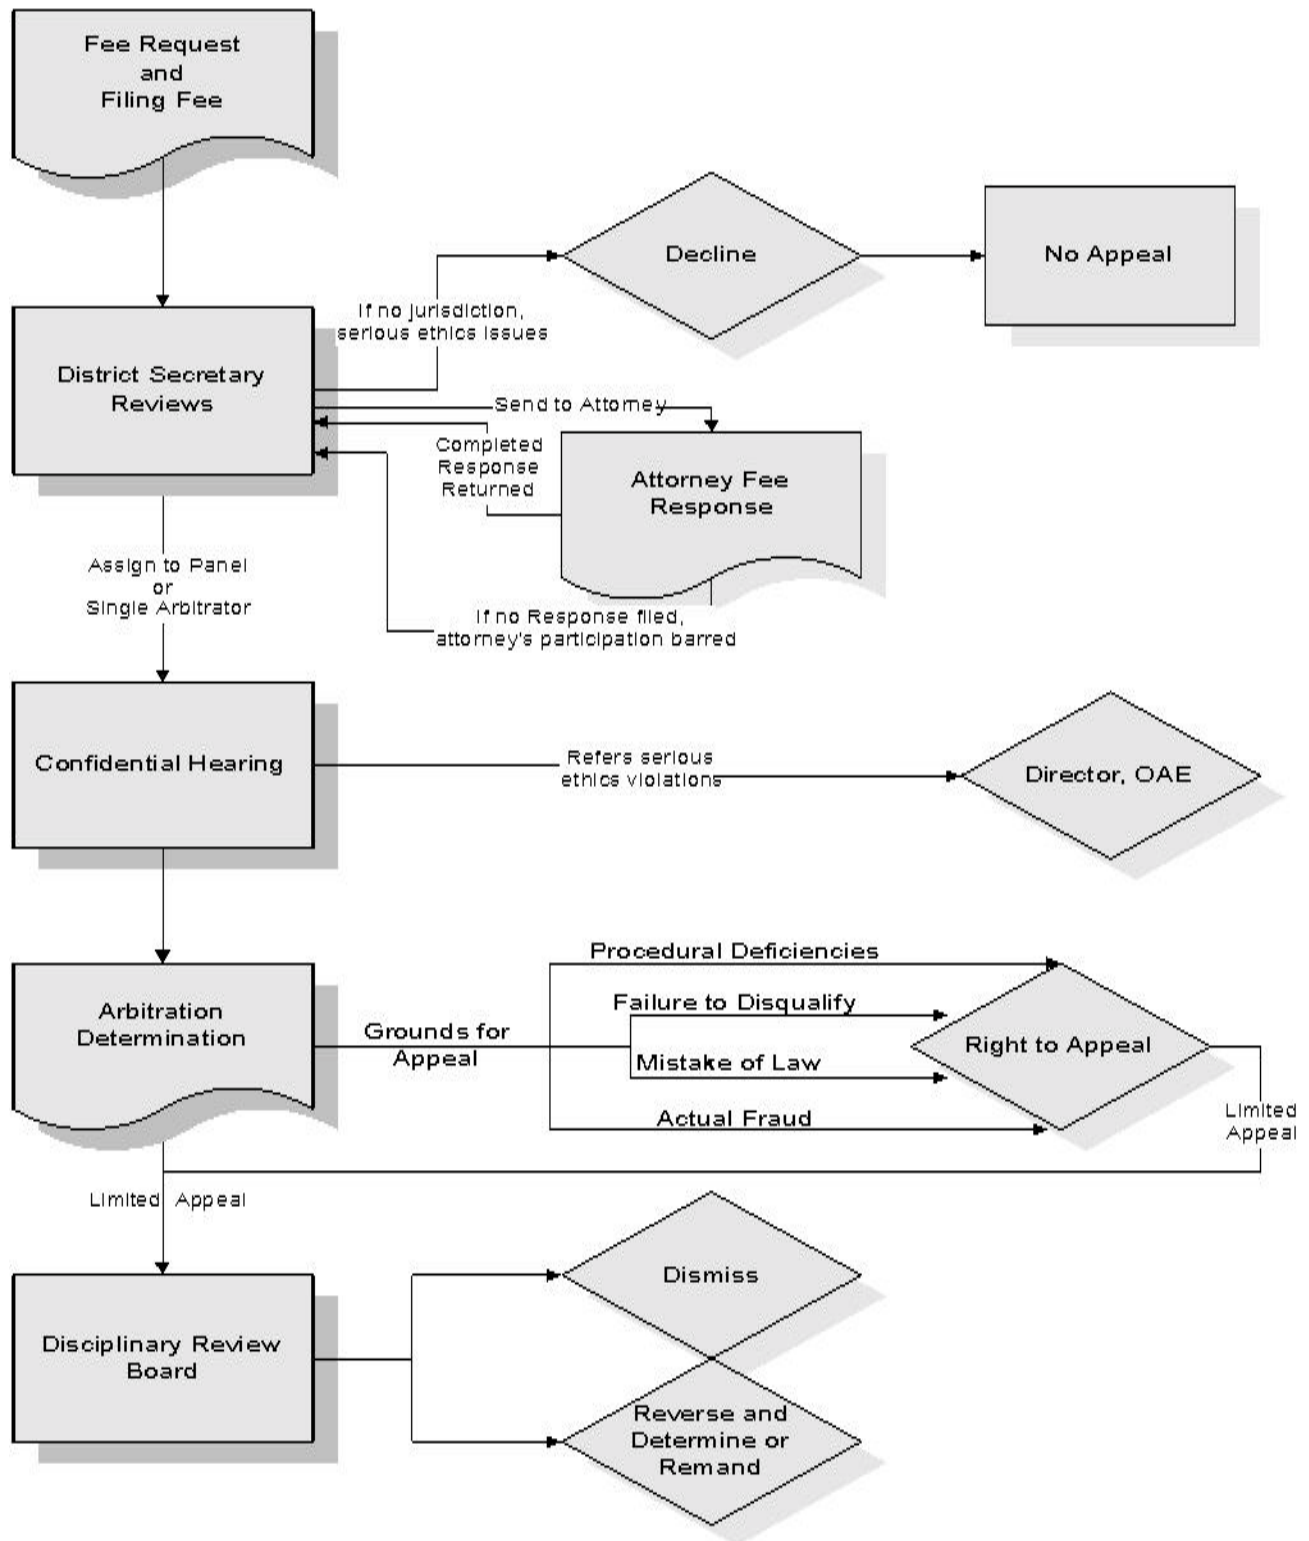 Fee Request
and
Filing Fee
Decline
No Appeal
If no jurisdiction,
serious ethics issues
District Secretary
Reviews
Send to Attorney
Completed
Response
Returned
Attorney Fee
Response
Assign to Panel
or
Single Arbitrator
If no Response filed,
attorney's participation barred
Confidential Hearing
Refers serious
ethics violations
Director, OAE
Arbitration
Determination
Grounds for
Appeal
Procedural Deficiencies
Failure to Disqualify
Mistake of Law
Actual Fraud
Right to Appeal
Limited
Appeal
Limited Appeal
Disciplinary Review
Board
Dismiss
Reverse and
Determine or
Remand